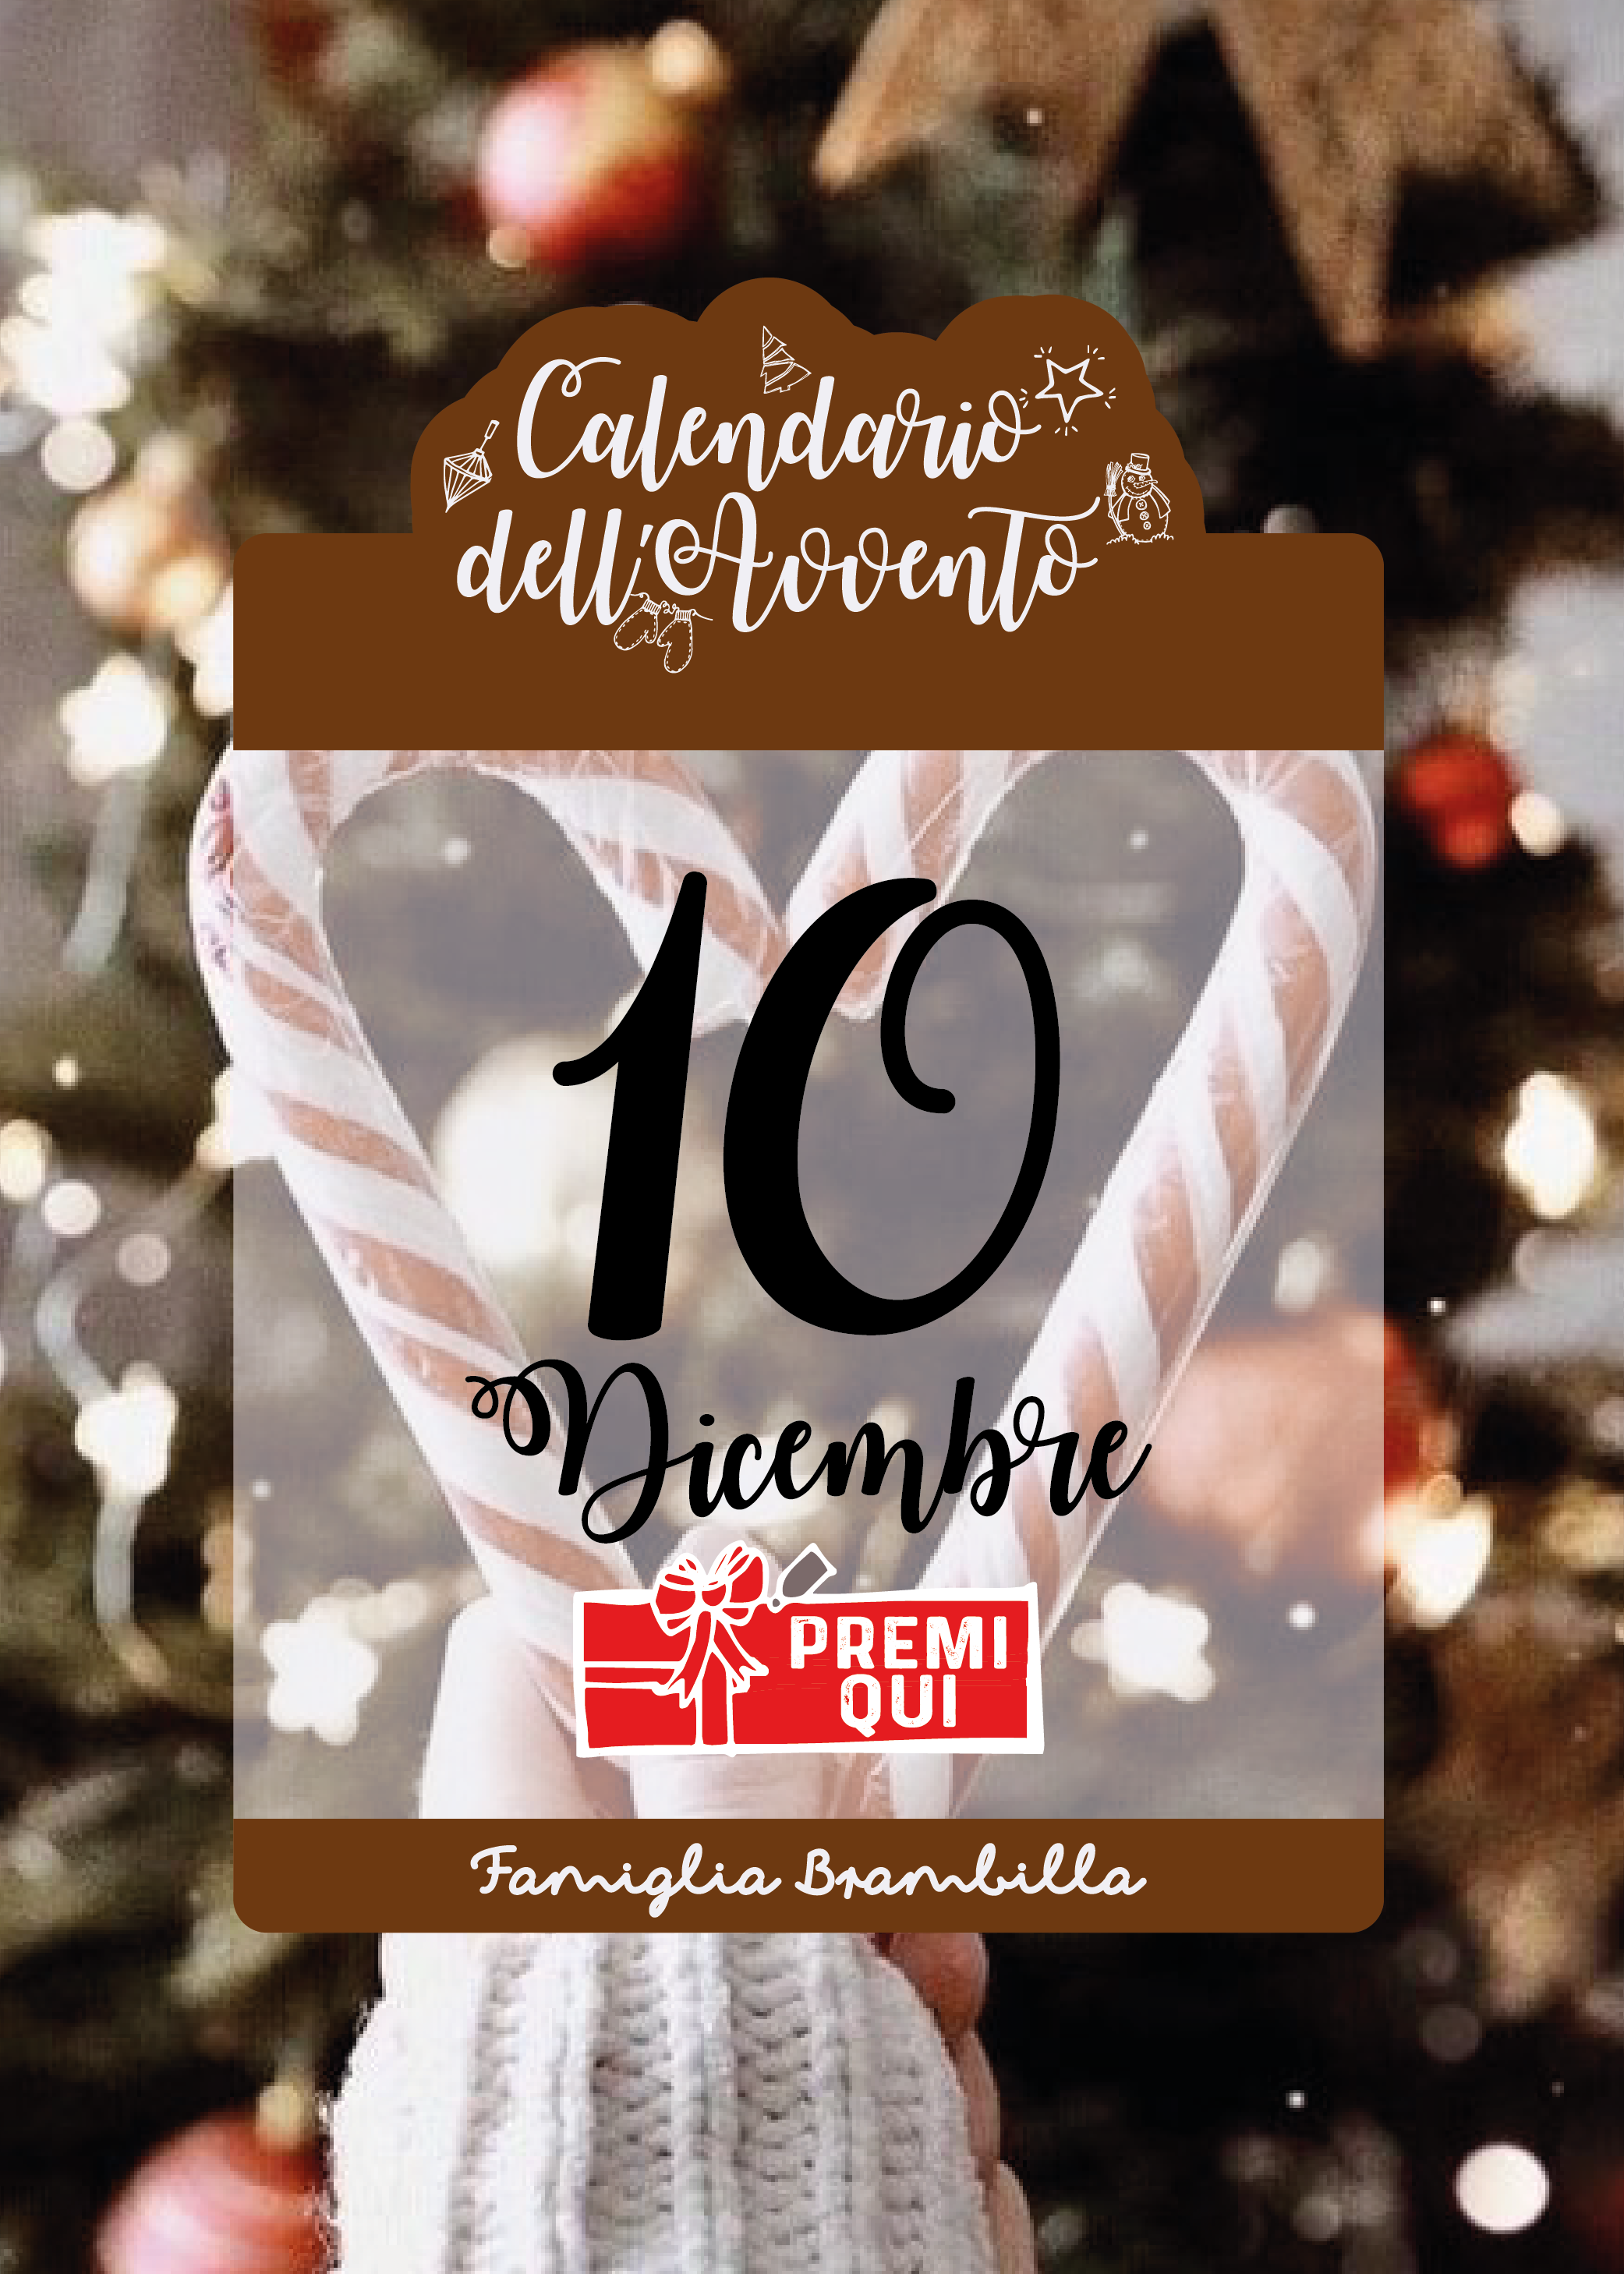 Calendario
dell'Avvento
10
Dicembre
PREMI
QUI
Famiglia Brambilla